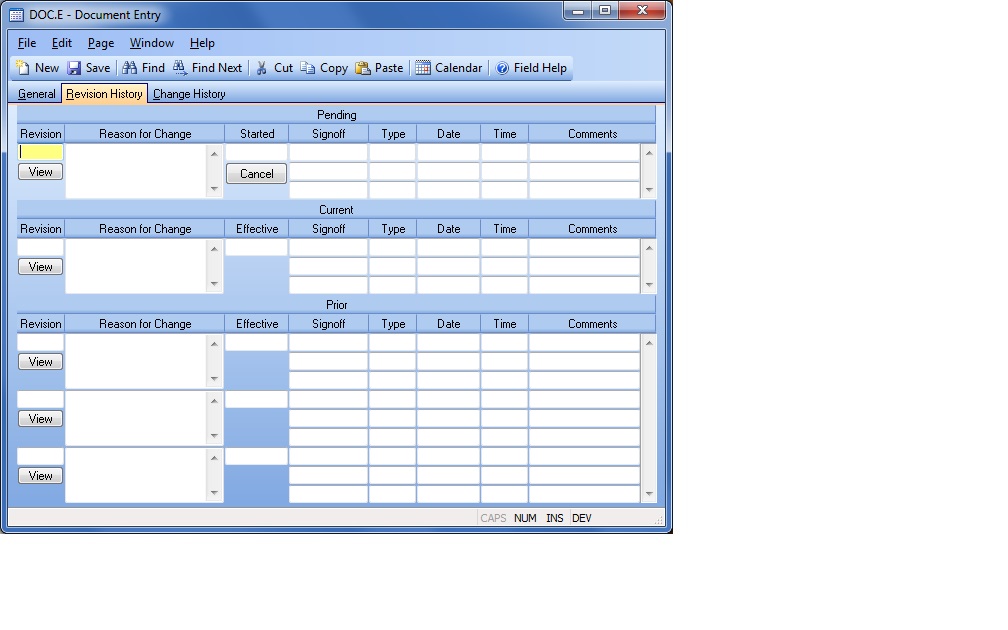 DOC.E - Document Entry
File Edit Page Window Help
New Save Find Find Next Cut Copy Paste Calendar Field Help
General Revision History Change History
Pending
Revision Reason for Change Started Signoff Type Date Time Comments
View Cancel
Current
Revision Reason for Change Effective Signoff Type Date Time Comments
View
Prior
Revision Reason for Change Effective Signoff Type Date Time Comments
View
View
View
CAPS NUM INS DEV